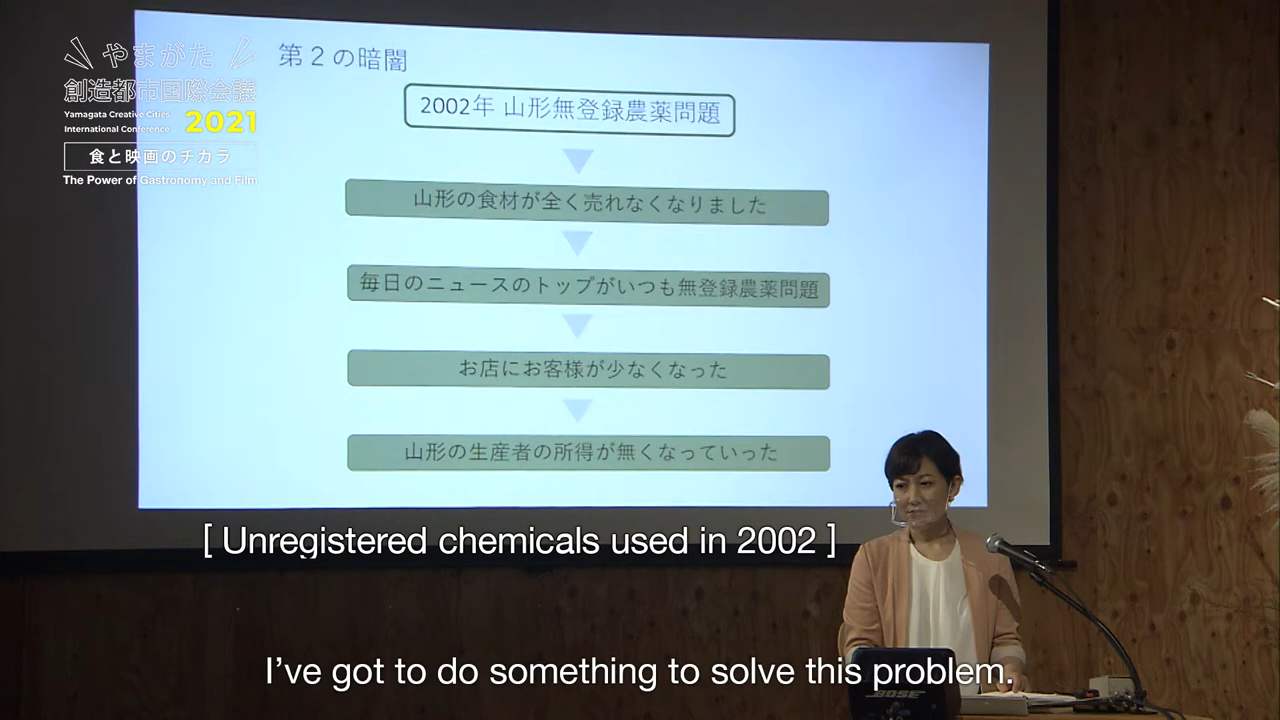 やまがた
創造都市国際会議
Yamagata Creative Cities
International Conference
2021
食と映画のチカラ
The Power of Gastronomy and Film
第2の暗闇
2002年 山形無登録農薬問題
山形の食材が全く売れなくなりました
毎日のニュースのトップがいつも無登録農薬問題
お店にお客様が少なくなった
山形の生産者の所得が無くなっていった
[ Unregistered chemicals used in 2002 ]
I've got to do something to solve this problem.
BOSE